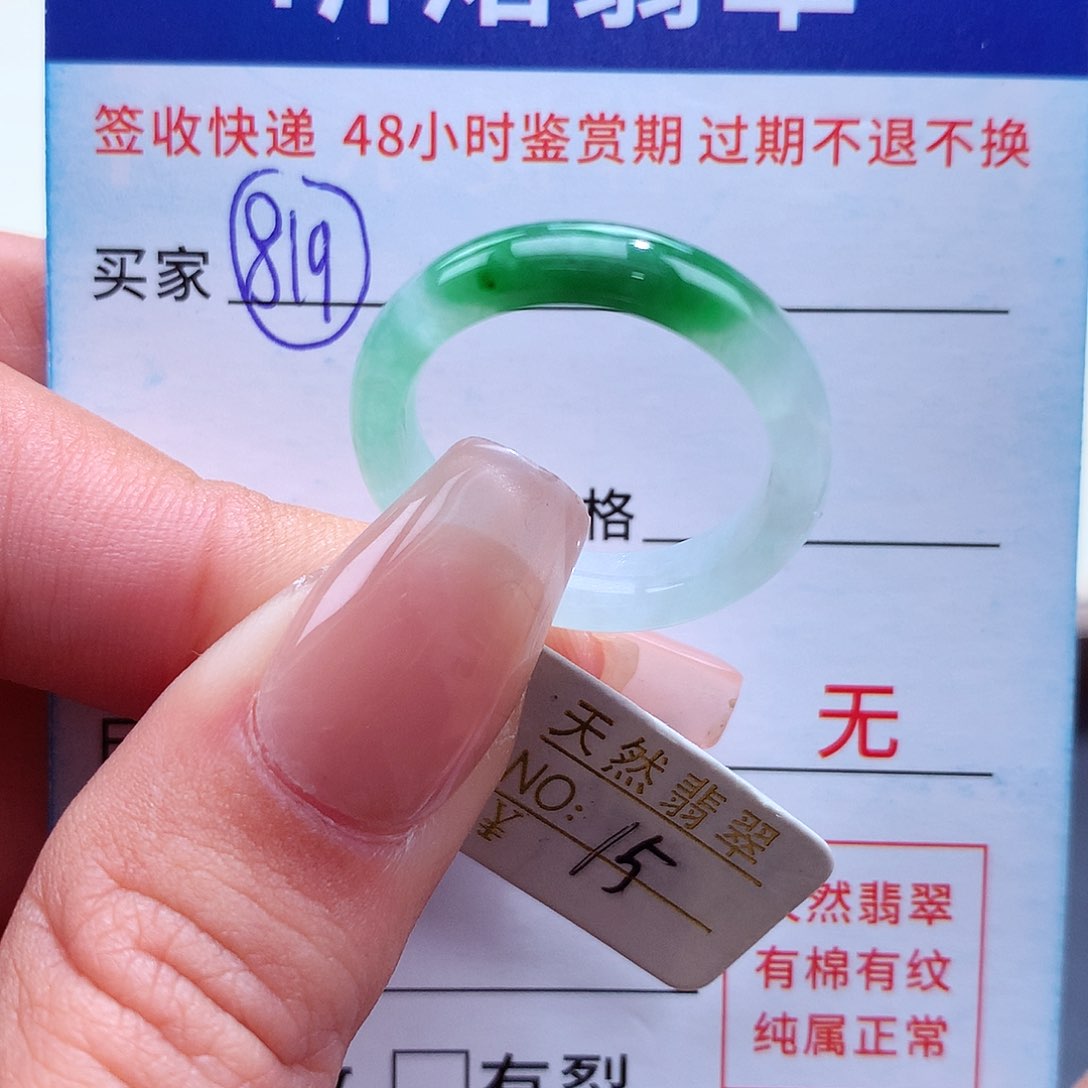 翡翠
签收快递 48小时鉴赏期 过期不退不换
买家 819
格
无
天然翡翠
NO:
15
然翡翠
有棉有纹
纯属正常
有裂